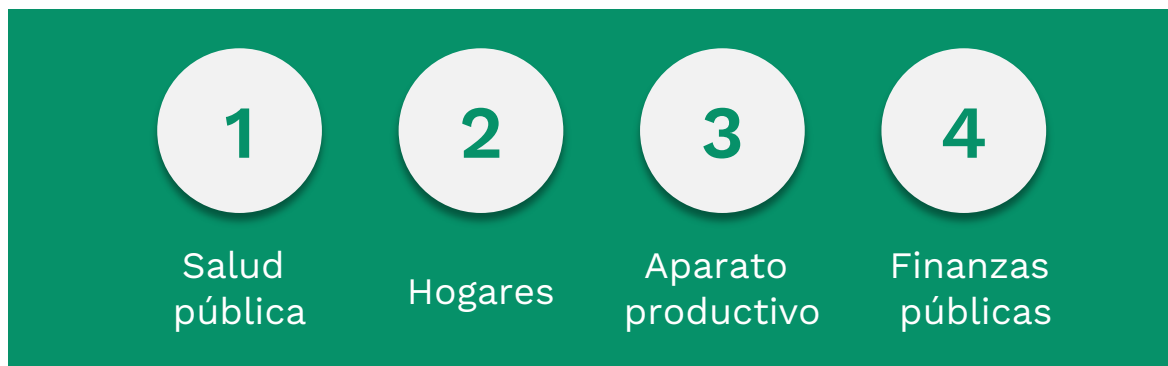 1
Salud
pública
2
Hogares
3
Aparato
productivo
4
Finanzas
públicas